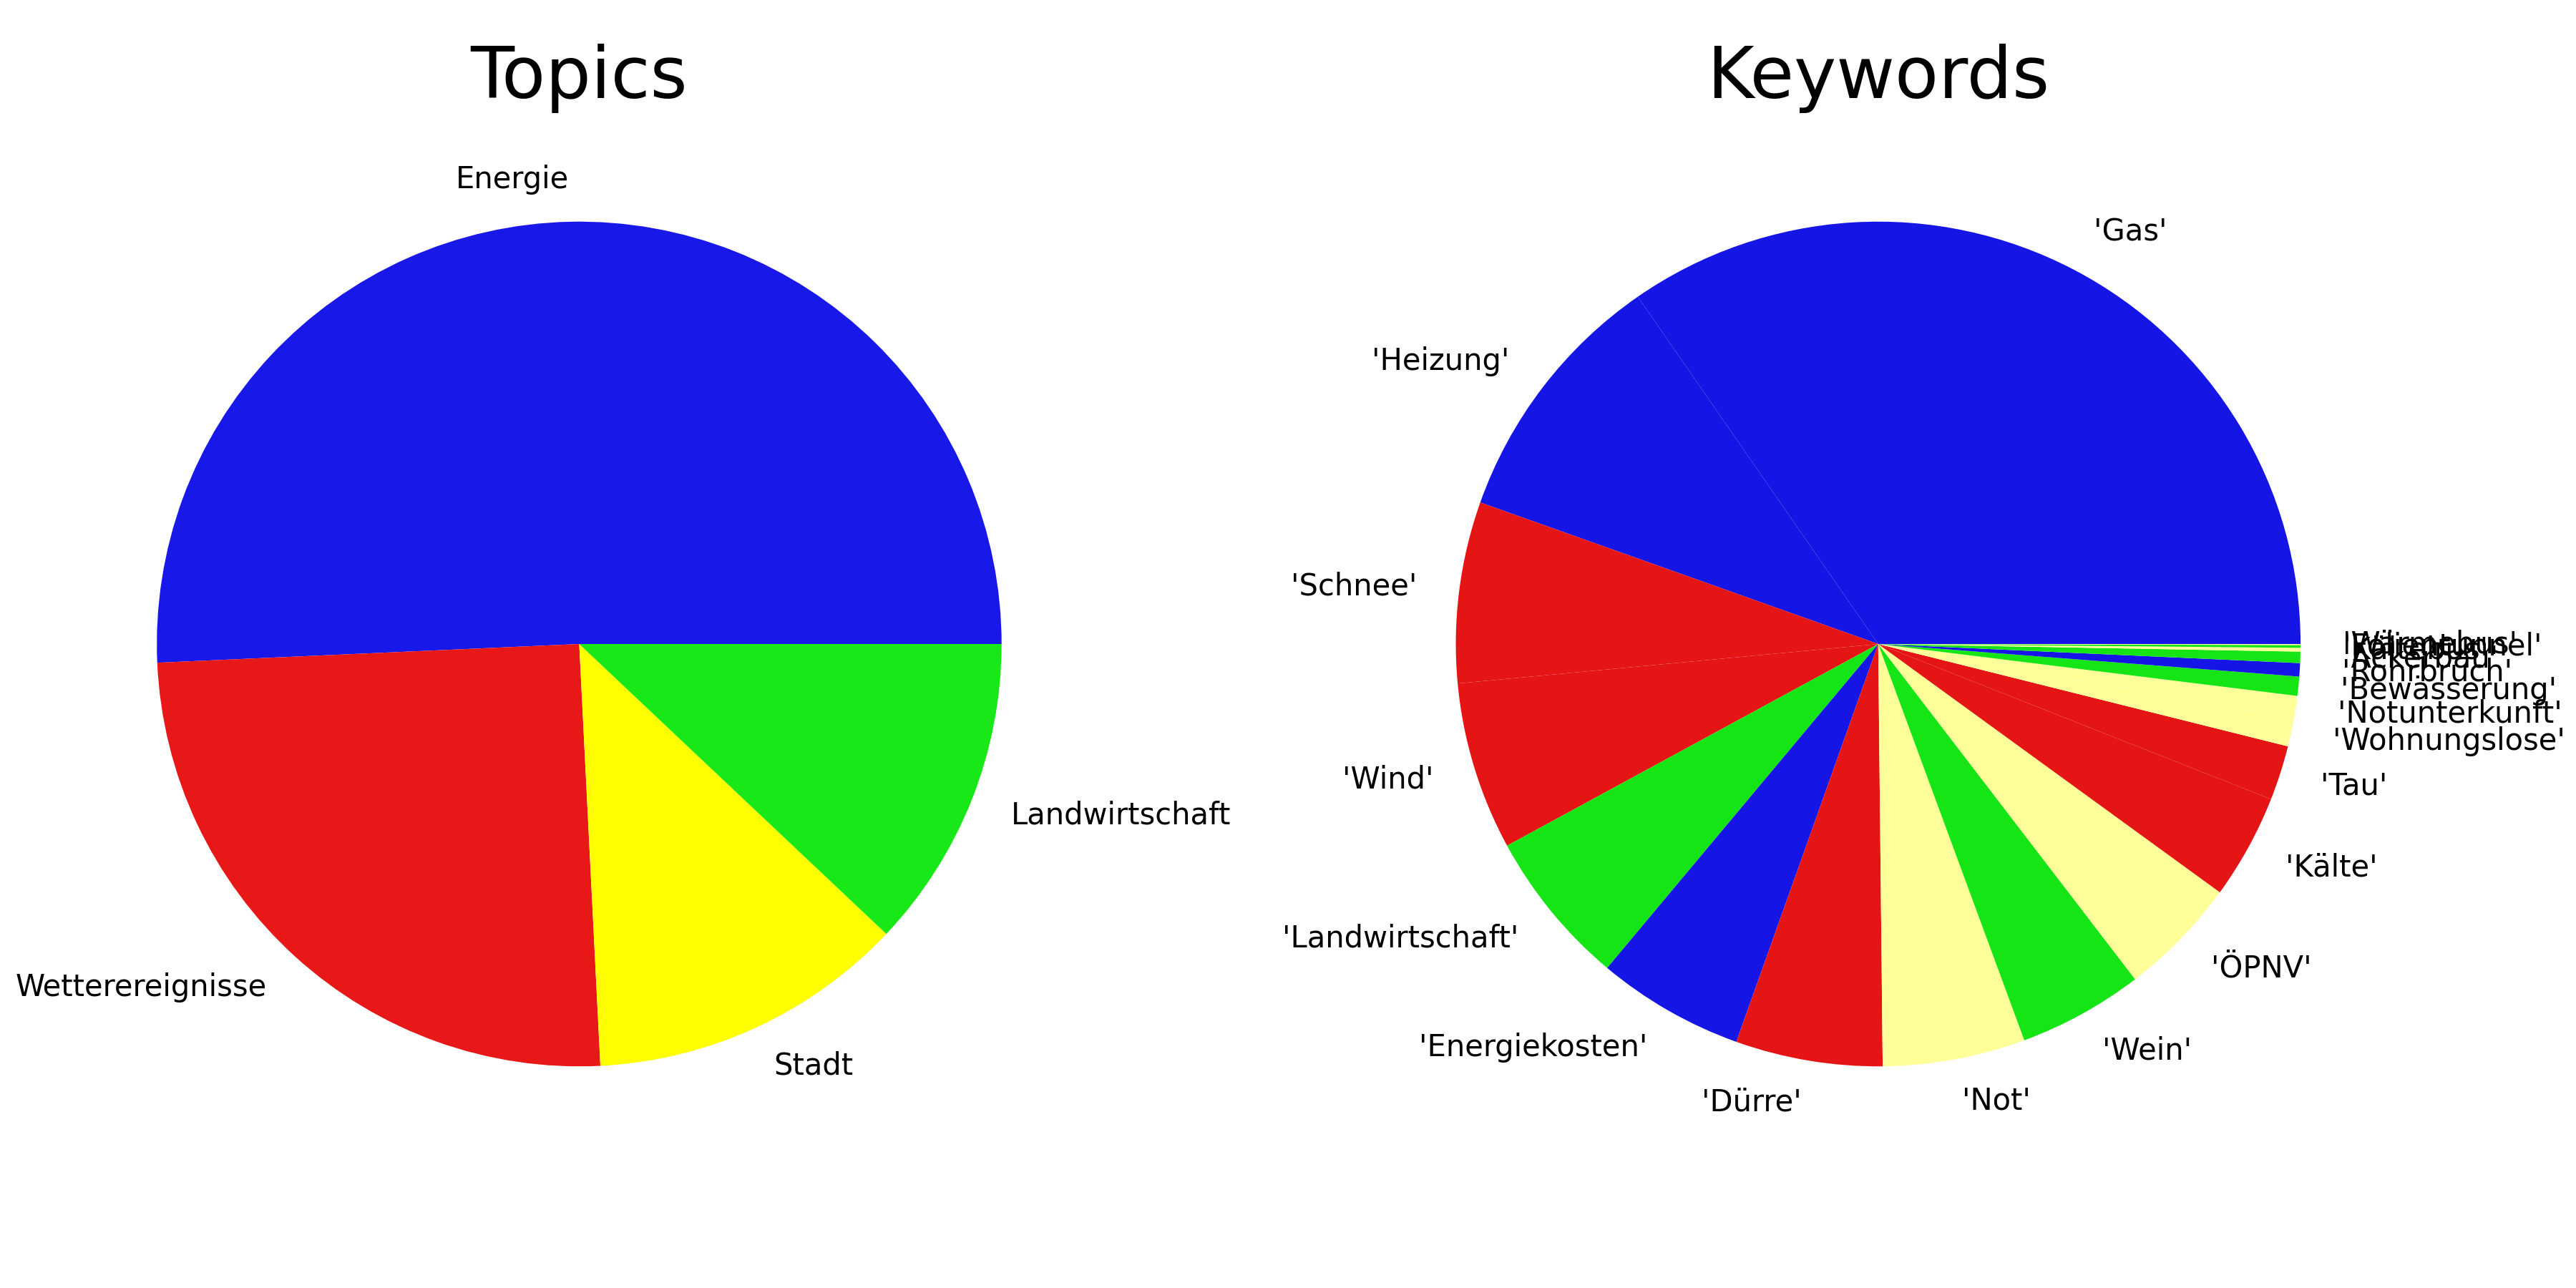 Topics
Energie
Wetterereignisse
Stadt
Landwirtschaft
Keywords
'Gas'
'Heizung'
'Schnee'
'Wind'
'Landwirtschaft'
'Energiekosten'
'Dürre'
'Not'
'Wein'
'ÖPNV'
'Kälte'
'Tau'
'Wohnungslose'
'Notunterkunft'
'Bewässerung'
'Rohrbruch'
'Ackerbau'